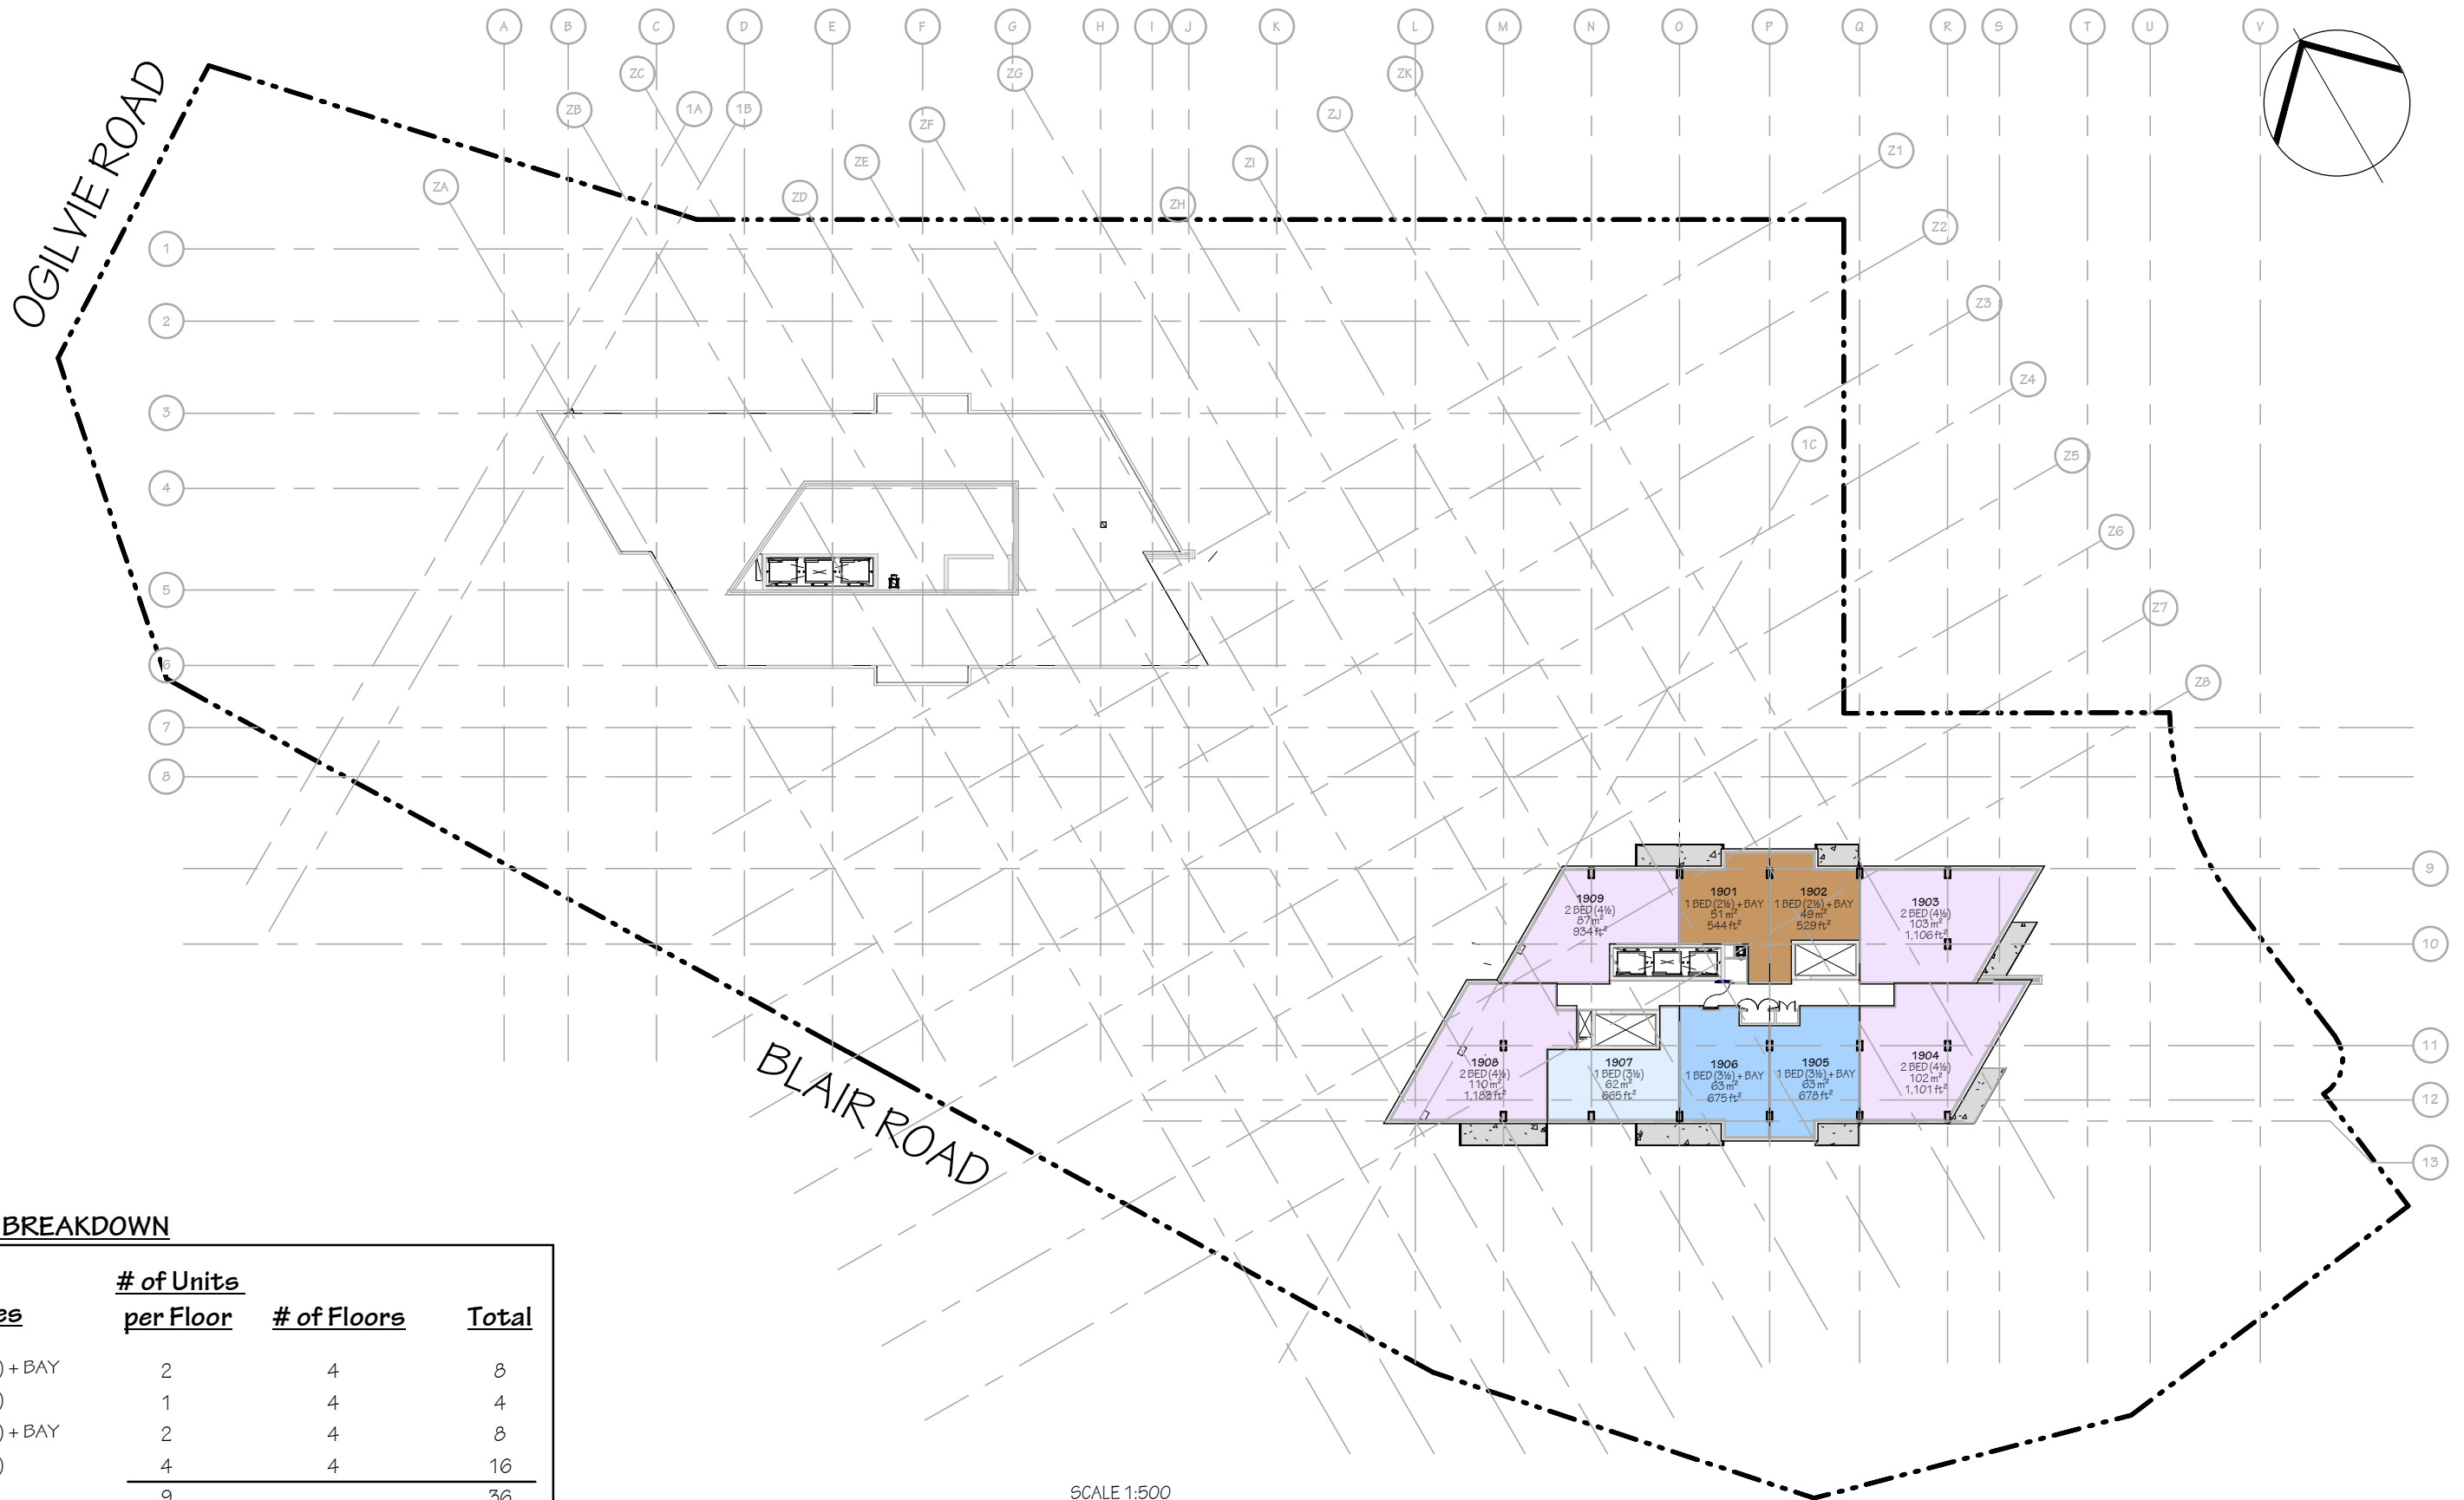 A B C D E F G H I J K L M N O P Q R S T U V
ZC ZG ZK
ZB 1A 1B ZF ZJ
ZE ZI Z1
ZA ZD ZH
Z2
Z3
Z4
1C
Z5
Z6
Z7
Z8
OGILVIE ROAD
1
2
3
4
5
6
7
8
9
10
11
12
13
1909
2 BED (4½)
87 m²
934 ft²
1901
1 BED (2½) + BAY
51 m²
544 ft²
1902
1 BED (2½) + BAY
49 m²
529 ft²
1903
2 BED (4½)
103 m²
1,106 ft²
1908
2 BED (4½)
110 m²
1,188 ft²
1907
1 BED (3½)
62 m²
665 ft²
1906
1 BED (3½) + BAY
63 m²
675 ft²
1905
1 BED (3½) + BAY
63 m²
678 ft²
1904
2 BED (4½)
102 m²
1,101 ft²
BLAIR ROAD
BREAKDOWN
# of Units
es per Floor # of Floors Total
) + BAY 2 4 8
) 1 4 4
) + BAY 2 4 8
) 4 4 16
9 36
SCALE 1:500